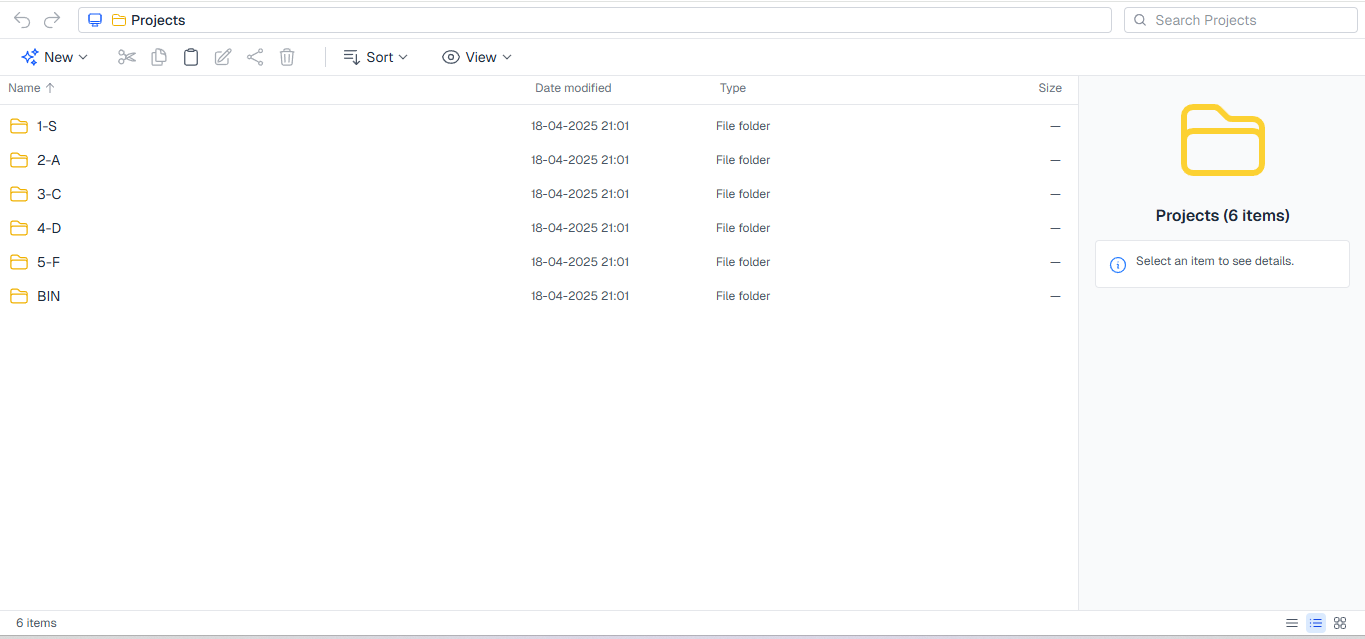 Projects
Search Projects
New
Sort
View
Name Date modified Type Size
1-S 18-04-2025 21:01 File folder —
2-A 18-04-2025 21:01 File folder —
3-C 18-04-2025 21:01 File folder —
4-D 18-04-2025 21:01 File folder —
5-F 18-04-2025 21:01 File folder —
BIN 18-04-2025 21:01 File folder —
Projects (6 items)
Select an item to see details.
6 items